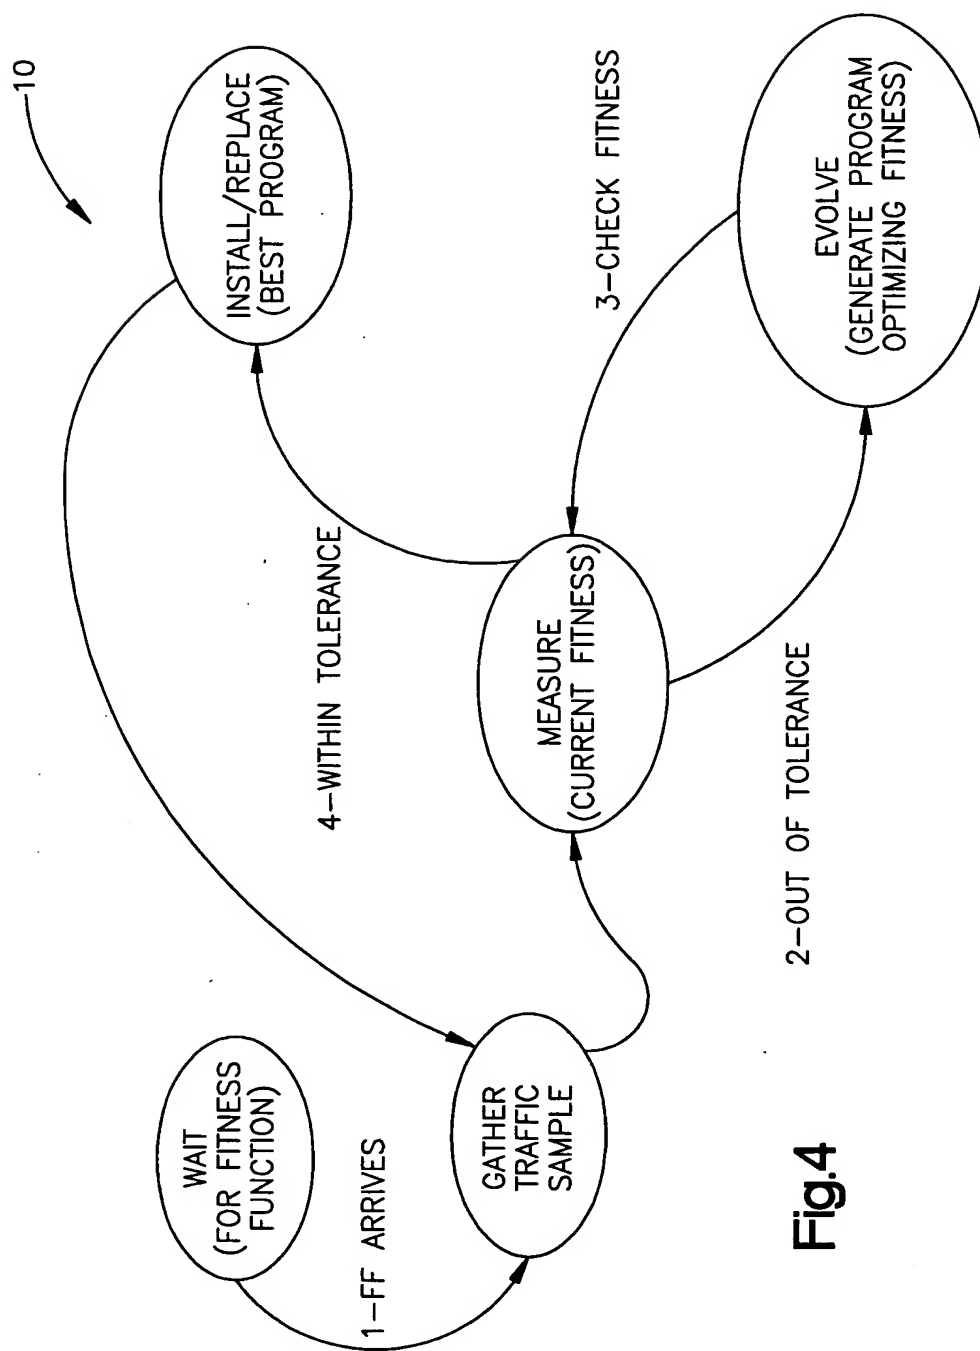 10
WAIT
(FOR FITNESS
FUNCTION)
1-FF ARRIVES
GATHER
TRAFFIC
SAMPLE
INSTALL/REPLACE
(BEST PROGRAM)
4-WITHIN TOLERANCE
MEASURE
(CURRENT FITNESS)
3-CHECK FITNESS
2-OUT OF TOLERANCE
EVOLVE
(GENERATE PROGRAM
OPTIMIZING FITNESS)
Fig.4